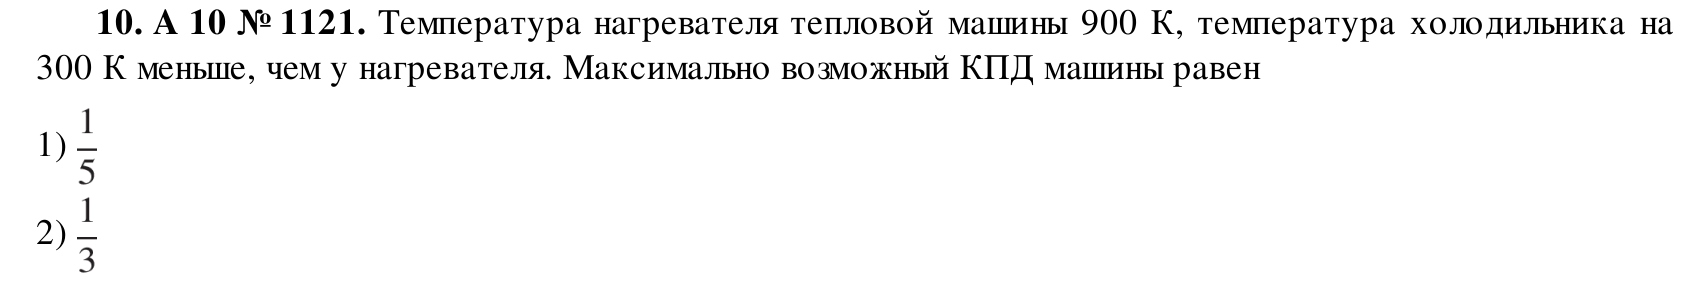 10. A 10 № 1121. Температура нагревателя тепловой машины 900 К, температура холодильника на
300 К меньше, чем у нагревателя. Максимально возможный КПД машины равен
1) 1/5
2) 1/3